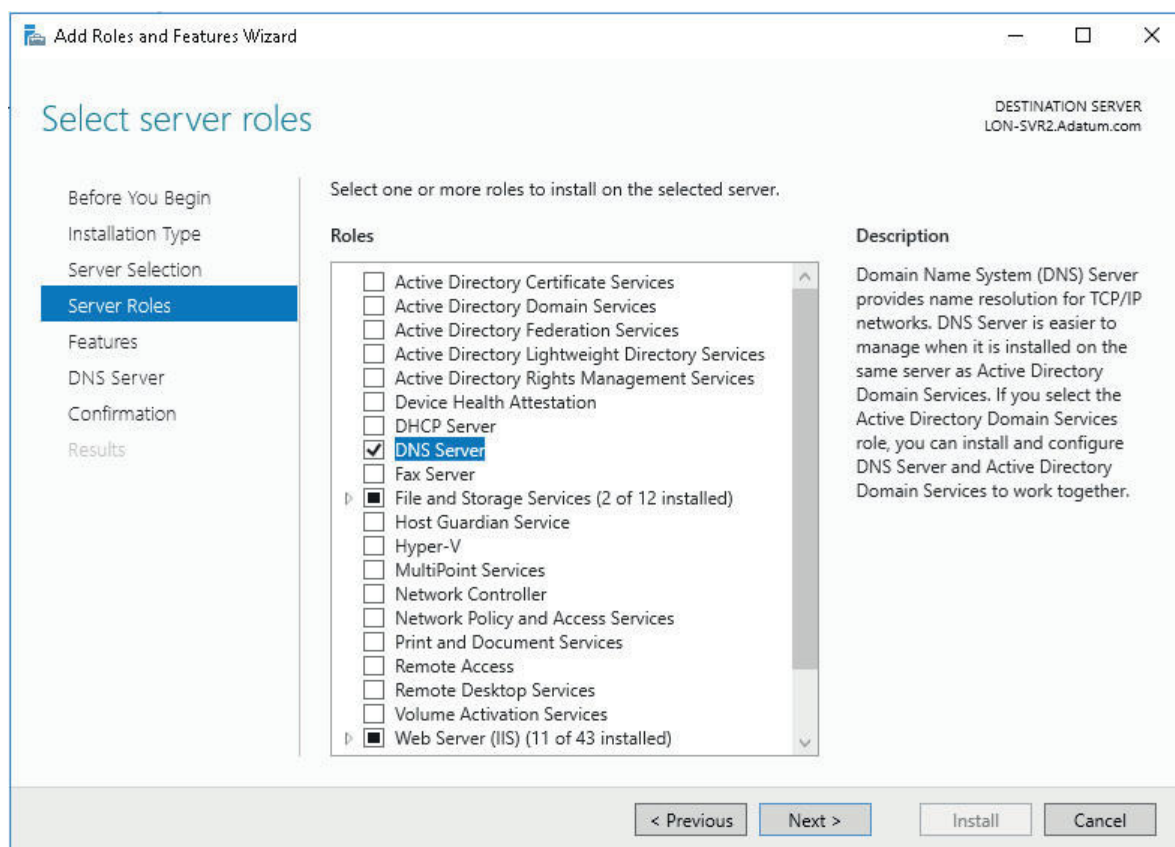 Add Roles and Features Wizard
Select server roles
DESTINATION SERVER
LON-SVR2.Adatum.com
Before You Begin
Installation Type
Server Selection
Server Roles
Features
DNS Server
Confirmation
Results
Select one or more roles to install on the selected server.
Roles
Active Directory Certificate Services
Active Directory Domain Services
Active Directory Federation Services
Active Directory Lightweight Directory Services
Active Directory Rights Management Services
Device Health Attestation
DHCP Server
DNS Server
Fax Server
File and Storage Services (2 of 12 installed)
Host Guardian Service
Hyper-V
MultiPoint Services
Network Controller
Network Policy and Access Services
Print and Document Services
Remote Access
Remote Desktop Services
Volume Activation Services
Web Server (IIS) (11 of 43 installed)
Description
Domain Name System (DNS) Server
provides name resolution for TCP/IP
networks. DNS Server is easier to
manage when it is installed on the
same server as Active Directory
Domain Services. If you select the
Active Directory Domain Services
role, you can install and configure
DNS Server and Active Directory
Domain Services to work together.
< Previous
Next >
Install
Cancel